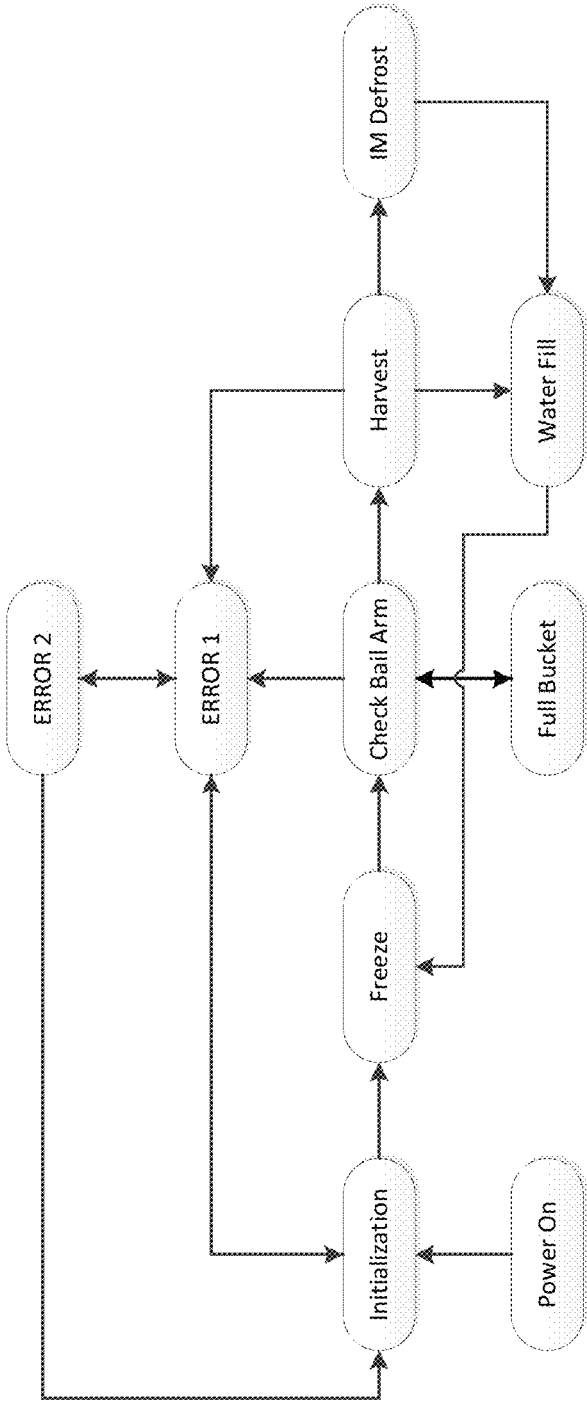 ERROR 2
ERROR 1
Initialization
Freeze
Check Bail Arm
Harvest
IM Defrost
Power On
Full Bucket
Water Fill